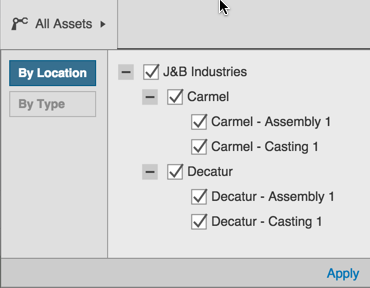 All Assets
By Location
By Type
J&B Industries
Carmel
Carmel - Assembly 1
Carmel - Casting 1
Decatur
Decatur - Assembly 1
Decatur - Casting 1
Apply